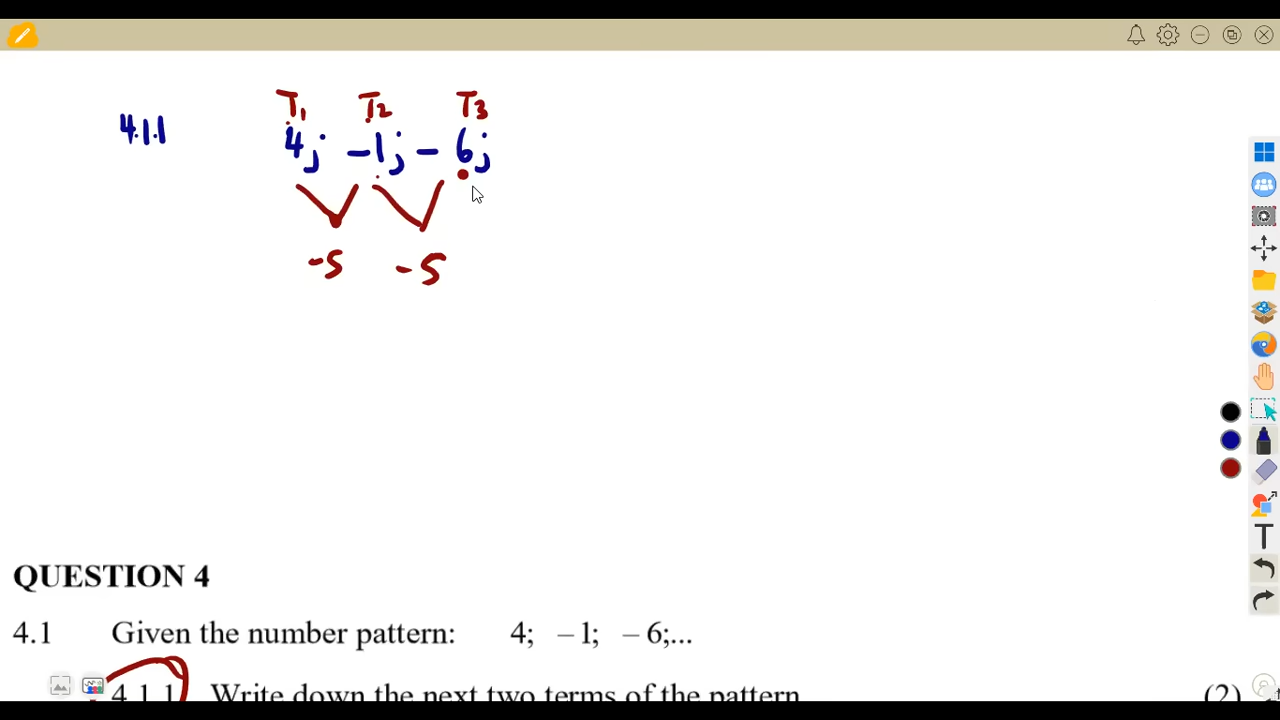 T1 T2 T3
4.1.1 4; -1; - 6;
-5 -5
QUESTION 4
4.1 Given the number pattern: 4; – 1; – 6;...
4.1.1 Write down the next two terms of the pattern (2)